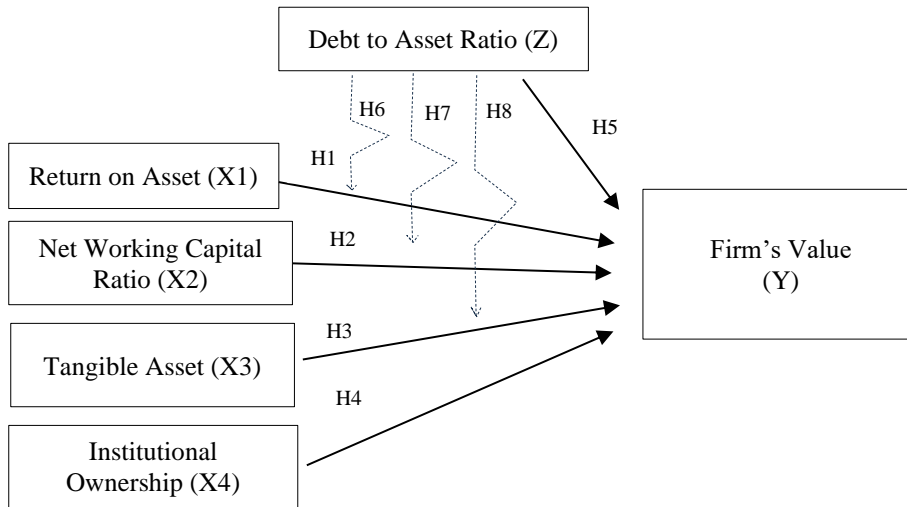 Debt to Asset Ratio (Z)
H6
H7
H8
H5
H1
Return on Asset (X1)
H2
Net Working Capital
Ratio (X2)
Firm’s Value
(Y)
H3
Tangible Asset (X3)
H4
Institutional
Ownership (X4)